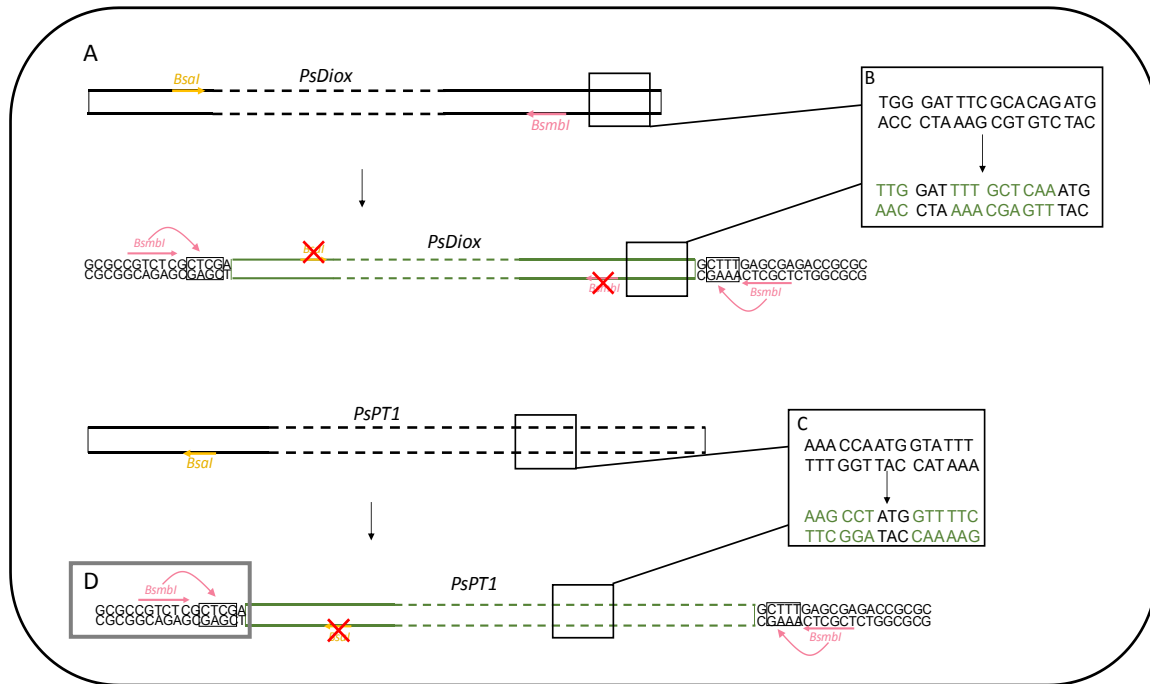 A
PsDiox
BsaI
BsmbI
B
TGG GAT TTC GCA CAG ATG
ACC CTA AAG CGT GTC TAC
TTG GAT TTT GCT CAA ATG
AAC CTA AAA CGA GTT TAC
PsDiox
BsmbI
GCGCCGTCTCGCTCGA
CGCGGCAGAGCGAGCT
GCTTTGAGCGAGACCGCGC
CGAAACTCGCTCTGGCGCG
BsmbI
PsPT1
BsaI
C
AAA CCA ATG GTA TTT
TTT GGT TAC CAT AAA
AAG CCT ATG GTT TTC
TTC GGA TAC CAA AAG
D
PsPT1
BsmbI
GCGCCGTCTCGCTCGA
CGCGGCAGAGCGAGCT
GCTTTGAGCGAGACCGCGC
CGAAACTCGCTCTGGCGCG
BsmbI